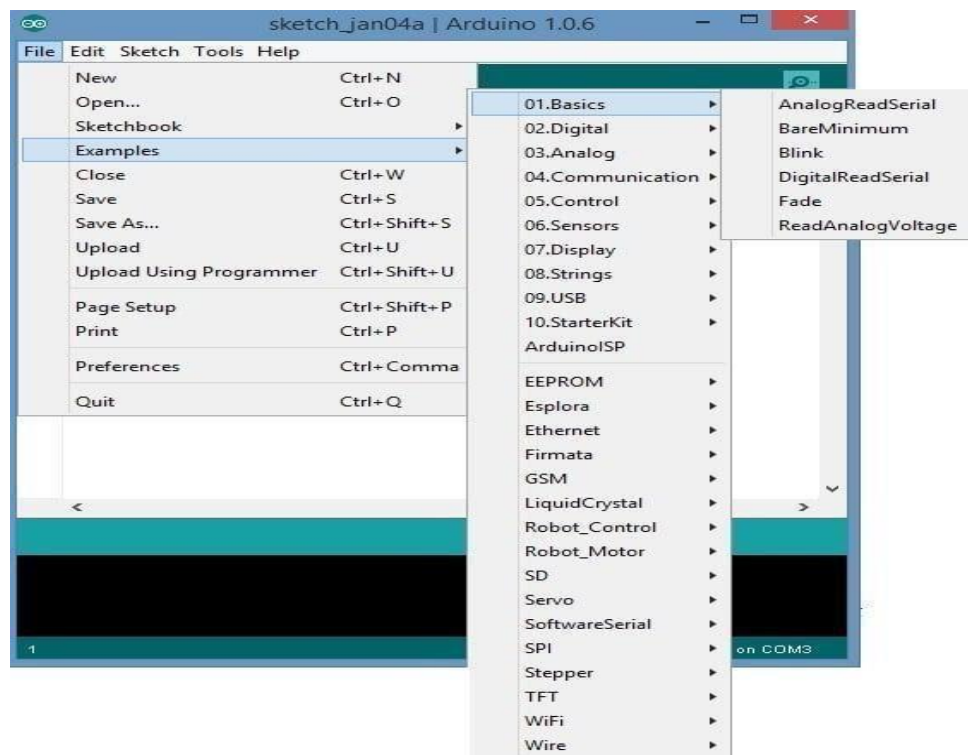 sketch_jan04a | Arduino 1.0.6
File Edit Sketch Tools Help
New Ctrl+N
Open... Ctrl+O
Sketchbook
Examples
Close Ctrl+W
Save Ctrl+S
Save As... Ctrl+Shift+S
Upload Ctrl+U
Upload Using Programmer Ctrl+Shift+U
Page Setup Ctrl+Shift+P
Print Ctrl+P
Preferences Ctrl+Comma
Quit Ctrl+Q
01.Basics
02.Digital
03.Analog
04.Communication
05.Control
06.Sensors
07.Display
08.Strings
09.USB
10.StarterKit
ArduinoISP
EEPROM
Esplora
Ethernet
Firmata
GSM
LiquidCrystal
Robot_Control
Robot_Motor
SD
Servo
SoftwareSerial
SPI
Stepper
TFT
WiFi
Wire
AnalogReadSerial
BareMinimum
Blink
DigitalReadSerial
Fade
ReadAnalogVoltage
1 on COM3